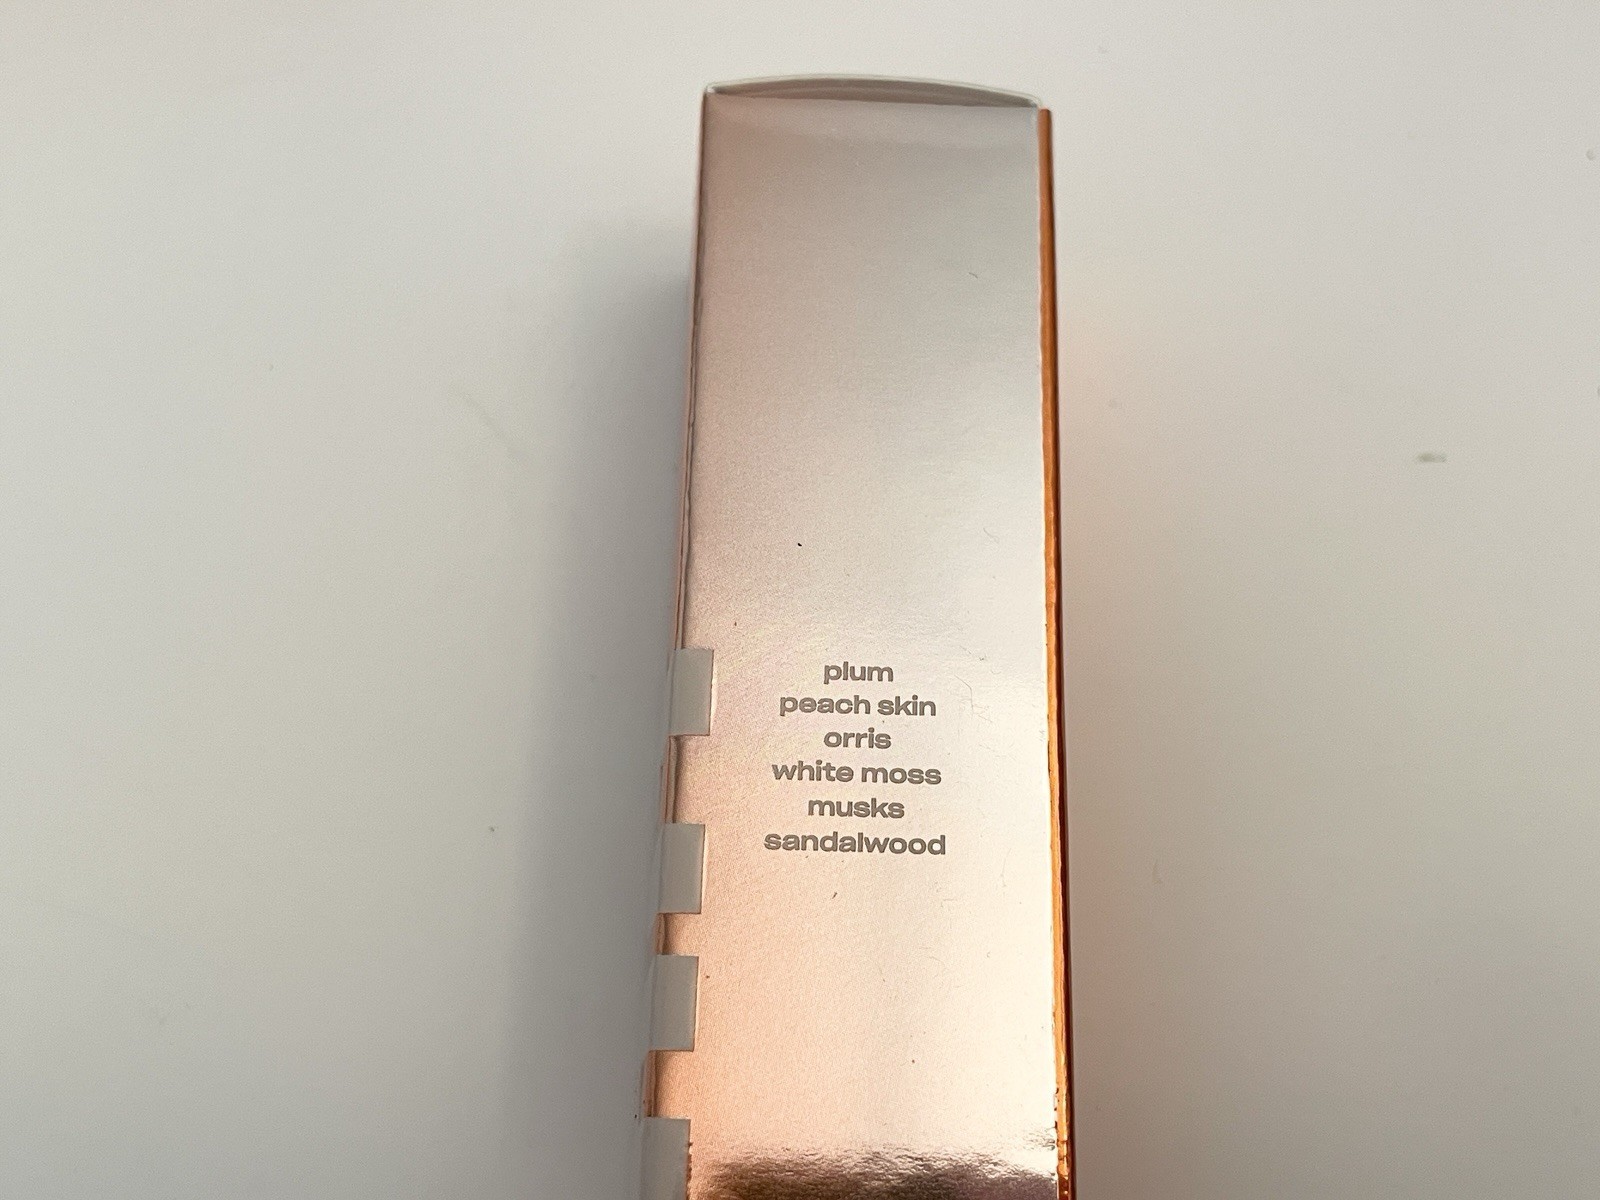 plum
peach skin
orris
white moss
musks
sandalwood